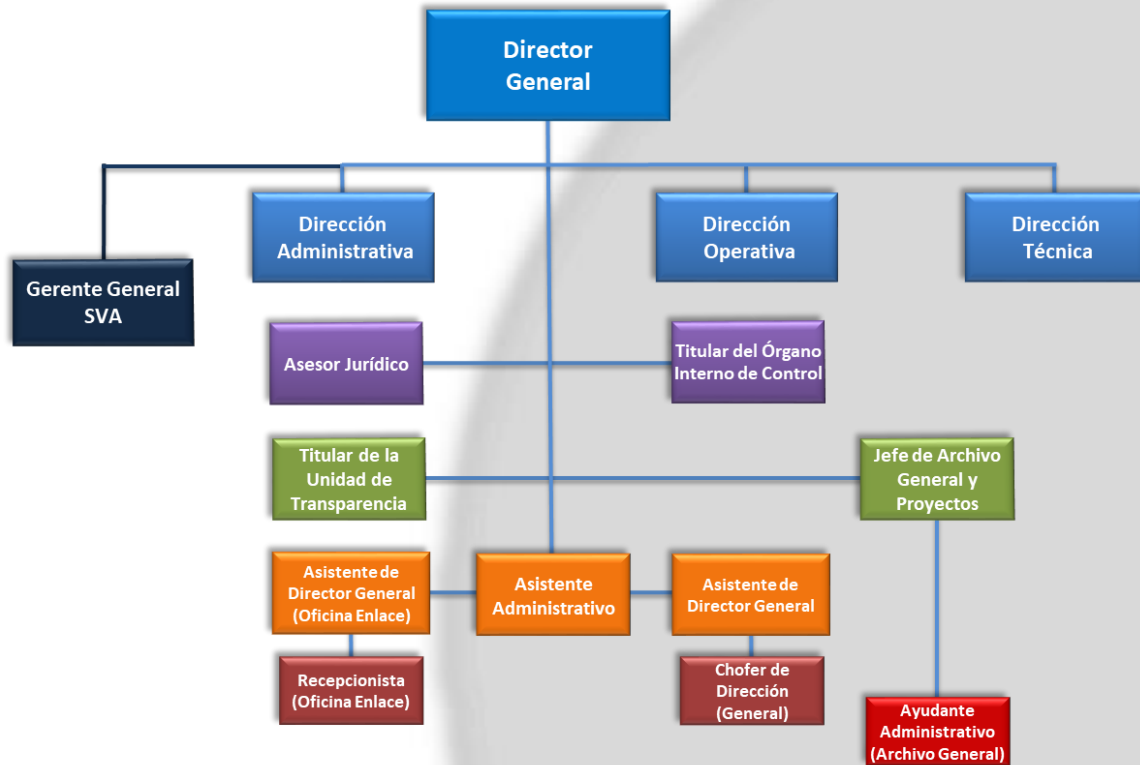 Director
General
Dirección
Administrativa
Dirección
Operativa
Dirección
Técnica
Gerente General
SVA
Asesor Jurídico
Titular del Órgano
Interno de Control
Titular de la
Unidad de
Transparencia
Jefe de Archivo
General y
Proyectos
Asistente de
Director General
(Oficina Enlace)
Asistente
Administrativo
Asistente de
Director General
Recepcionista
(Oficina Enlace)
Chofer de
Dirección
(General)
Ayudante
Administrativo
(Archivo General)